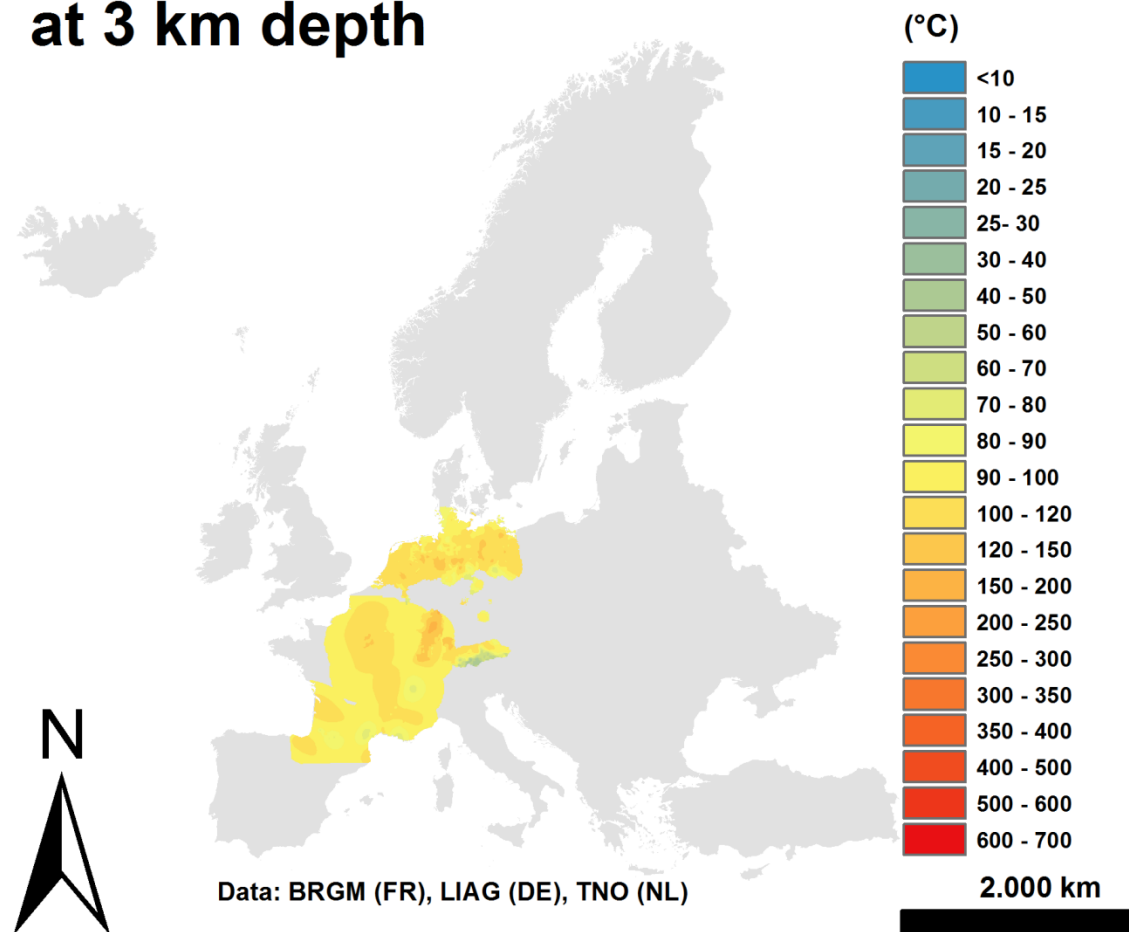 at 3 km depth
(°C)
<10
10 - 15
15 - 20
20 - 25
25- 30
30 - 40
40 - 50
50 - 60
60 - 70
70 - 80
80 - 90
90 - 100
100 - 120
120 - 150
150 - 200
200 - 250
250 - 300
300 - 350
350 - 400
400 - 500
500 - 600
600 - 700
N
Data: BRGM (FR), LIAG (DE), TNO (NL)
2.000 km